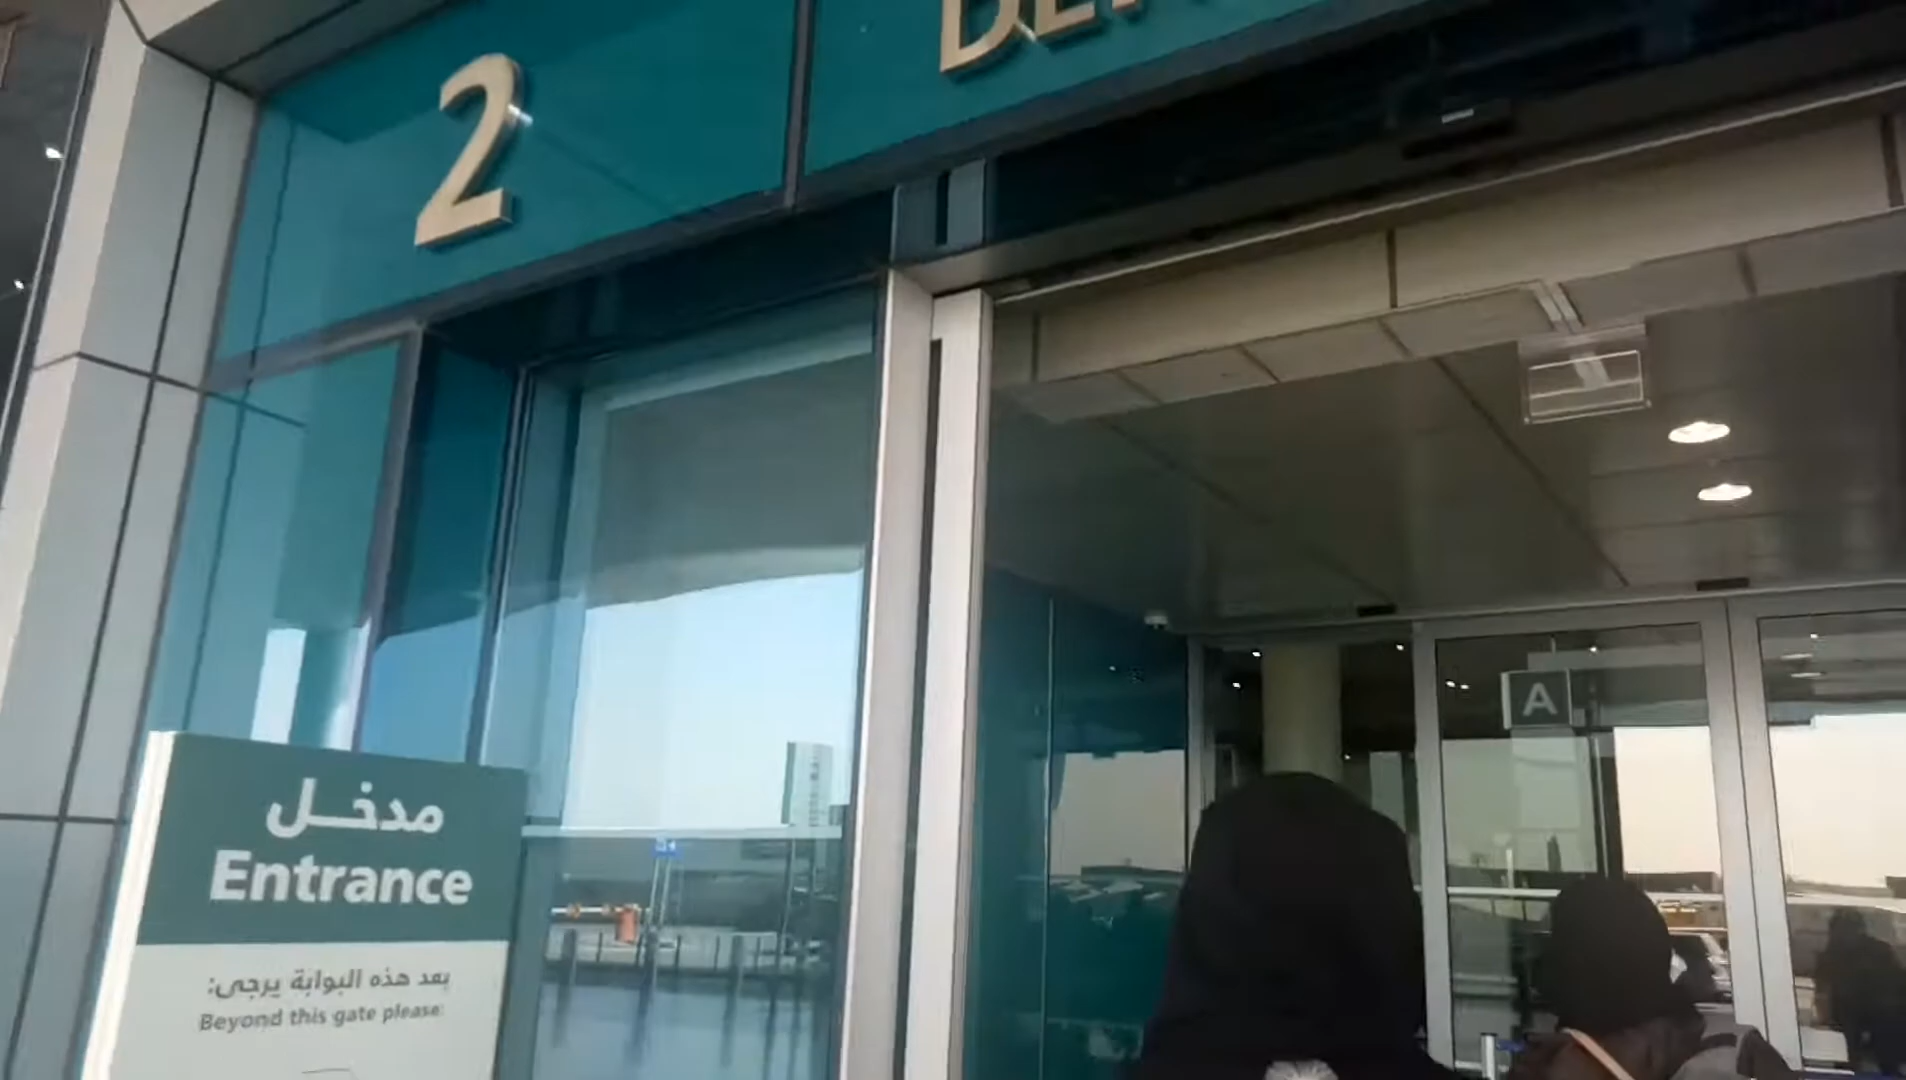 2
مدخل
Entrance
بعد هذه البوابة يرجى:
Beyond this gate please:
A